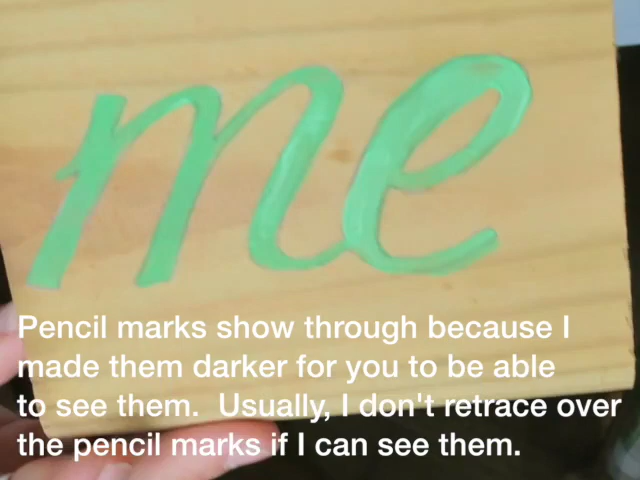 me
Pencil marks show through because I
made them darker for you to be able
to see them.  Usually, I don't retrace over
the pencil marks if I can see them.